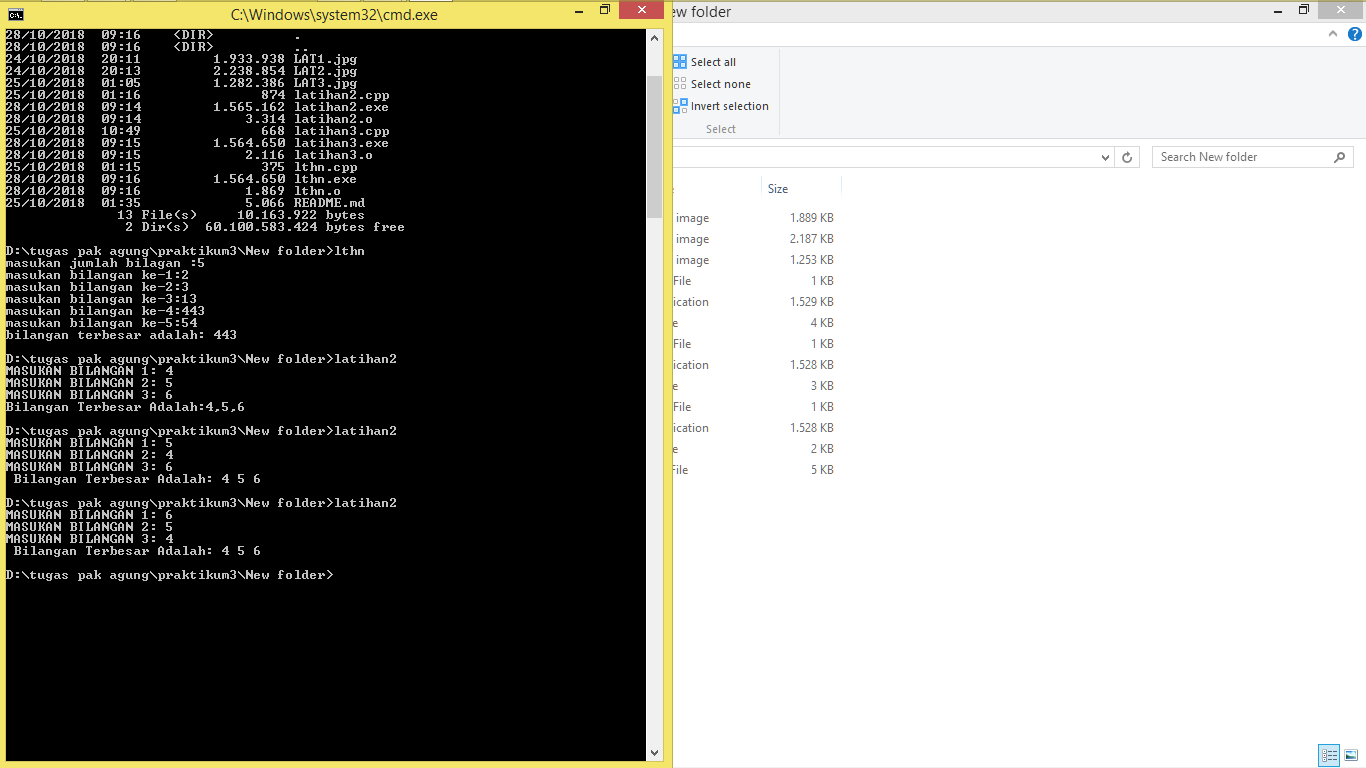 C:\Windows\system32\cmd.exe
28/10/2018  09:16    <DIR>          .
28/10/2018  09:16    <DIR>          ..
24/10/2018  20:11         1.933.938 LAT1.jpg
24/10/2018  20:13         2.238.854 LAT2.jpg
25/10/2018  01:05         1.282.386 LAT3.jpg
25/10/2018  01:16               874 latihan2.cpp
28/10/2018  09:14         1.565.162 latihan2.exe
28/10/2018  09:14             3.314 latihan2.o
25/10/2018  10:49               668 latihan3.cpp
28/10/2018  09:15         1.564.650 latihan3.exe
28/10/2018  09:15             2.116 latihan3.o
25/10/2018  01:15               375 lthn.cpp
28/10/2018  09:16         1.564.650 lthn.exe
28/10/2018  09:16             1.869 lthn.o
25/10/2018  01:35             5.066 README.md
13 File(s)     10.163.922 bytes
2 Dir(s)  60.100.583.424 bytes free
D:\tugas pak agung\praktikum3\New folder>lthn
masukan jumlah bilagan :5
masukan bilangan ke-1:2
masukan bilangan ke-2:3
masukan bilangan ke-3:13
masukan bilangan ke-4:443
masukan bilangan ke-5:54
bilangan terbesar adalah: 443
D:\tugas pak agung\praktikum3\New folder>latihan2
MASUKAN BILANGAN 1: 4
MASUKAN BILANGAN 2: 5
MASUKAN BILANGAN 3: 6
Bilangan Terbesar Adalah:4,5,6
D:\tugas pak agung\praktikum3\New folder>latihan2
MASUKAN BILANGAN 1: 5
MASUKAN BILANGAN 2: 4
MASUKAN BILANGAN 3: 6
Bilangan Terbesar Adalah: 4 5 6
D:\tugas pak agung\praktikum3\New folder>latihan2
MASUKAN BILANGAN 1: 6
MASUKAN BILANGAN 2: 5
MASUKAN BILANGAN 3: 4
Bilangan Terbesar Adalah: 4 5 6
D:\tugas pak agung\praktikum3\New folder>
ew folder
Select all
Select none
Invert selection
Select
Search New folder
Size
image 1.889 KB
image 2.187 KB
image 1.253 KB
File 1 KB
ication 1.529 KB
e 4 KB
File 1 KB
ication 1.528 KB
e 3 KB
File 1 KB
ication 1.528 KB
e 2 KB
File 5 KB